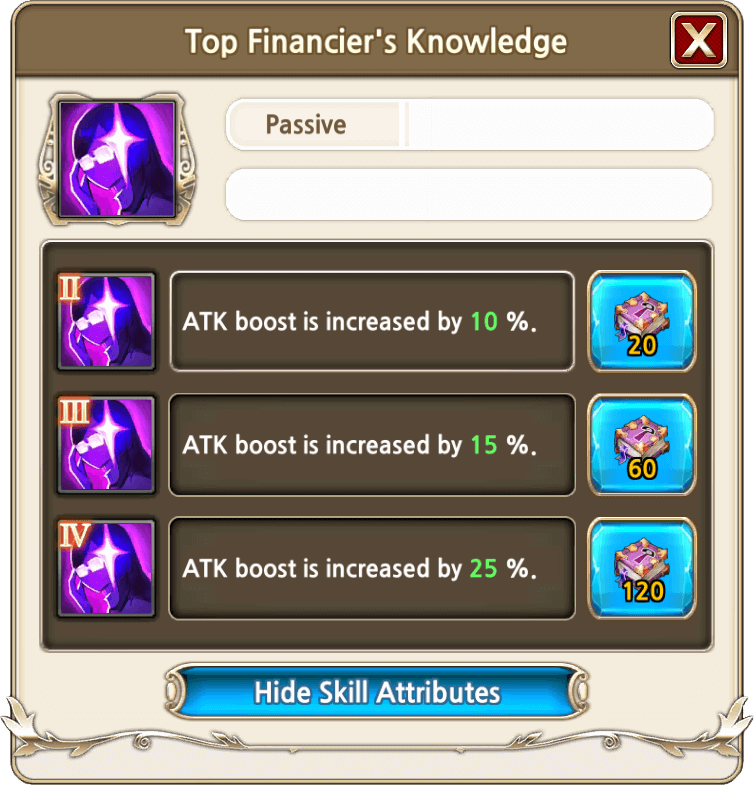 Top Financier's Knowledge
X
Passive
II
ATK boost is increased by 10 %.
20
III
ATK boost is increased by 15 %.
60
IV
ATK boost is increased by 25 %.
120
Hide Skill Attributes